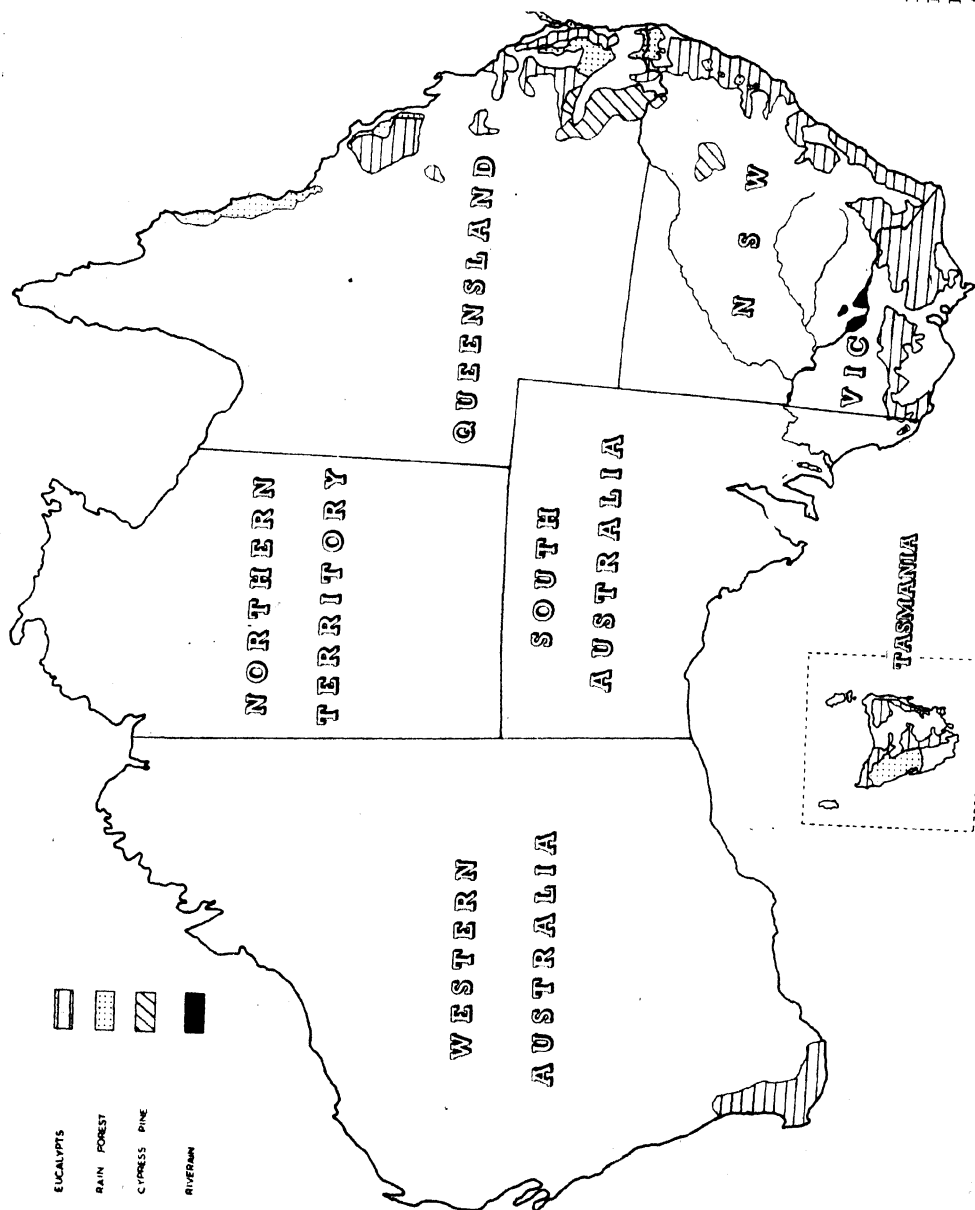 EUCALYPTS
RAIN FOREST
CYPRESS PINE
RIVERAIN
WESTERN
AUSTRALIA
NORTHERN
TERRITORY
SOUTH
AUSTRALIA
QUEENSLAND
N S W
VIC
TASMANIA